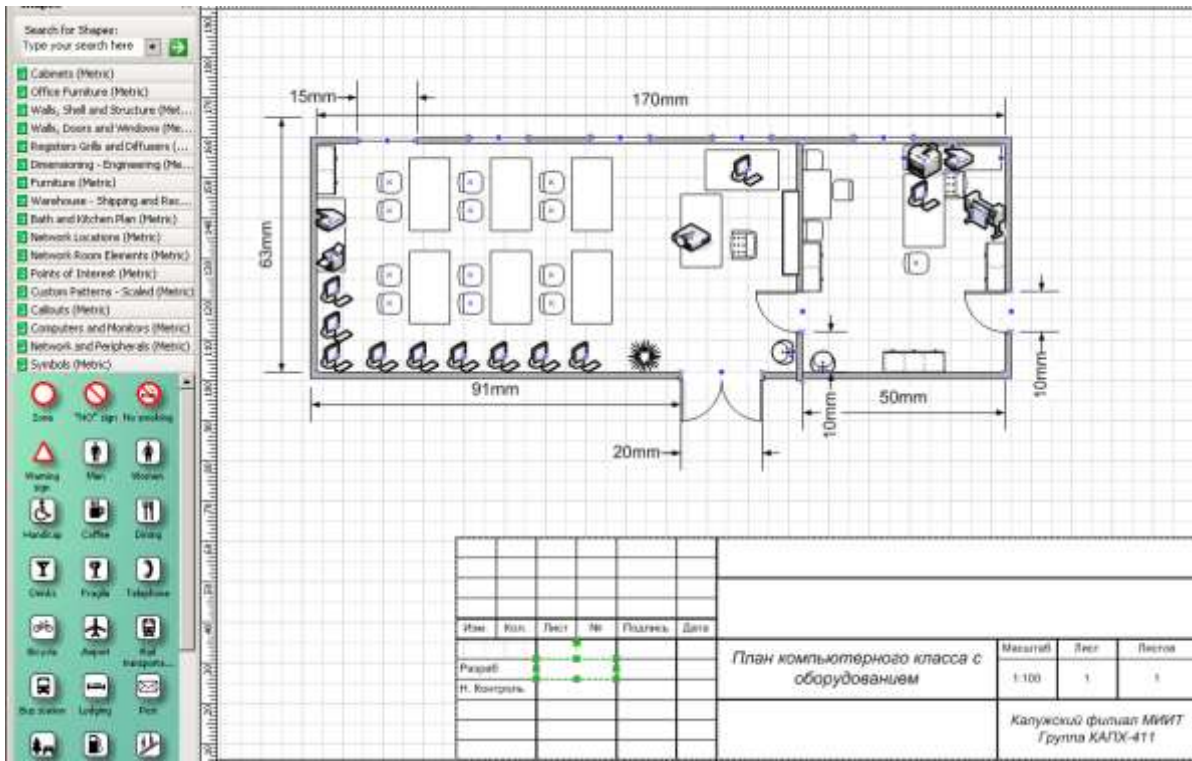 Search for Shapes:
Type your search here
Cabinets (Metric)
Office Furniture (Metric)
Walls, Shell and Structure (Met...
Walls, Doors and Windows (Me...
Registers Grills and Diffusers (...
Dimensioning - Engineering (Me...
Furniture (Metric)
Warehouse - Shipping and Rec...
Bath and Kitchen Plan (Metric)
Network Locations (Metric)
Network Room Elements (Metric)
Points of Interest (Metric)
Custom Patterns - Scaled (Metric)
Callouts (Metric)
Computers and Monitors (Metric)
Network and Peripherals (Metric)
Symbols (Metric)
"NO" sign
No smoking
Warning sign
Men
Women
Handicap
Coffee
Dining
Drinks
Fragile
Telephone
Bicycle
Airport
Rail transporta...
Bus station
Lodging
Post
15mm
170mm
63mm
91mm
20mm
10mm
50mm
10mm
Изм. Кол. Лист № Подпись Дата
Разраб
Н. Контроль
План компьютерного класса с
оборудованием
Масштаб Лист Листов
1:100 1 1
Калужский филиал МИИТ
Группа КАПХ-411